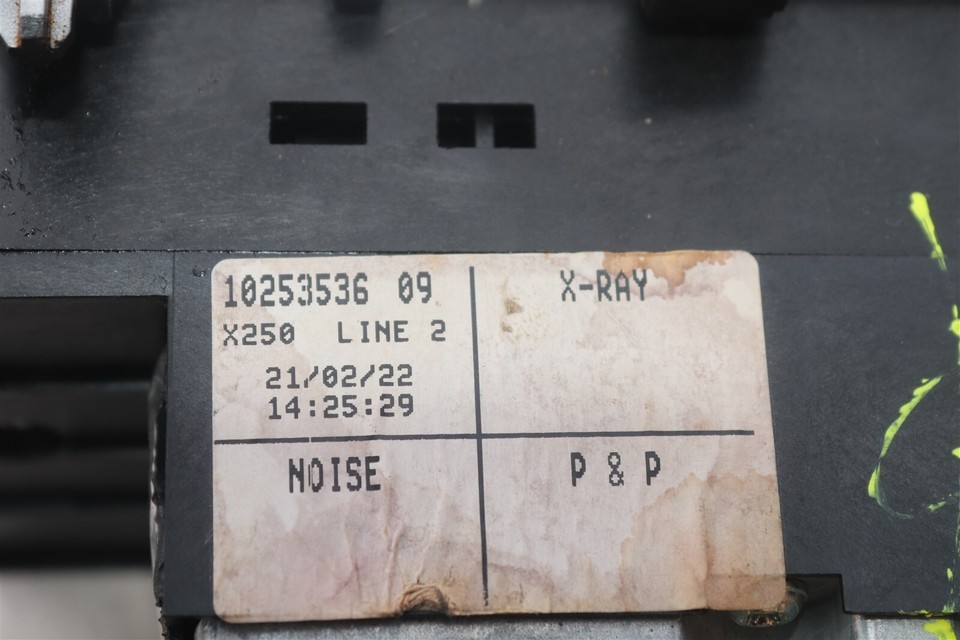 10253536 09
X250 LINE 2
21/02/22
14:25:29
X-RAY
NOISE
P & P